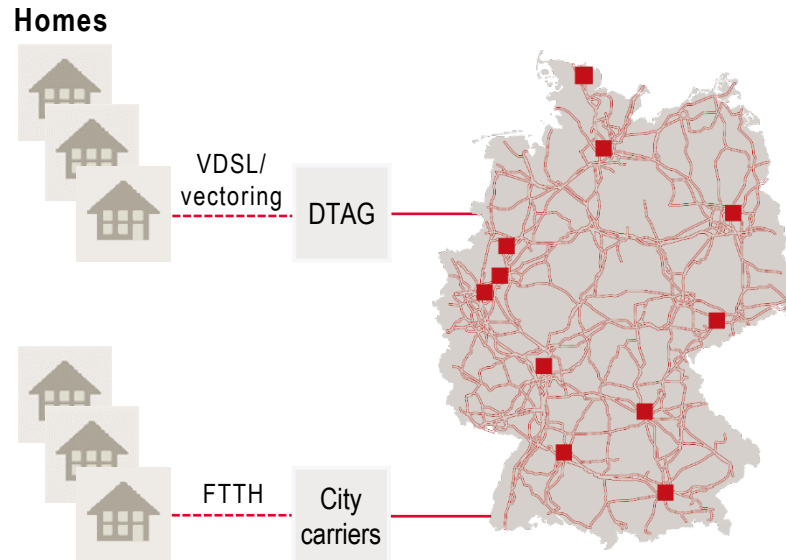 Homes
VDSL/
vectoring
DTAG
FTTH
City
carriers